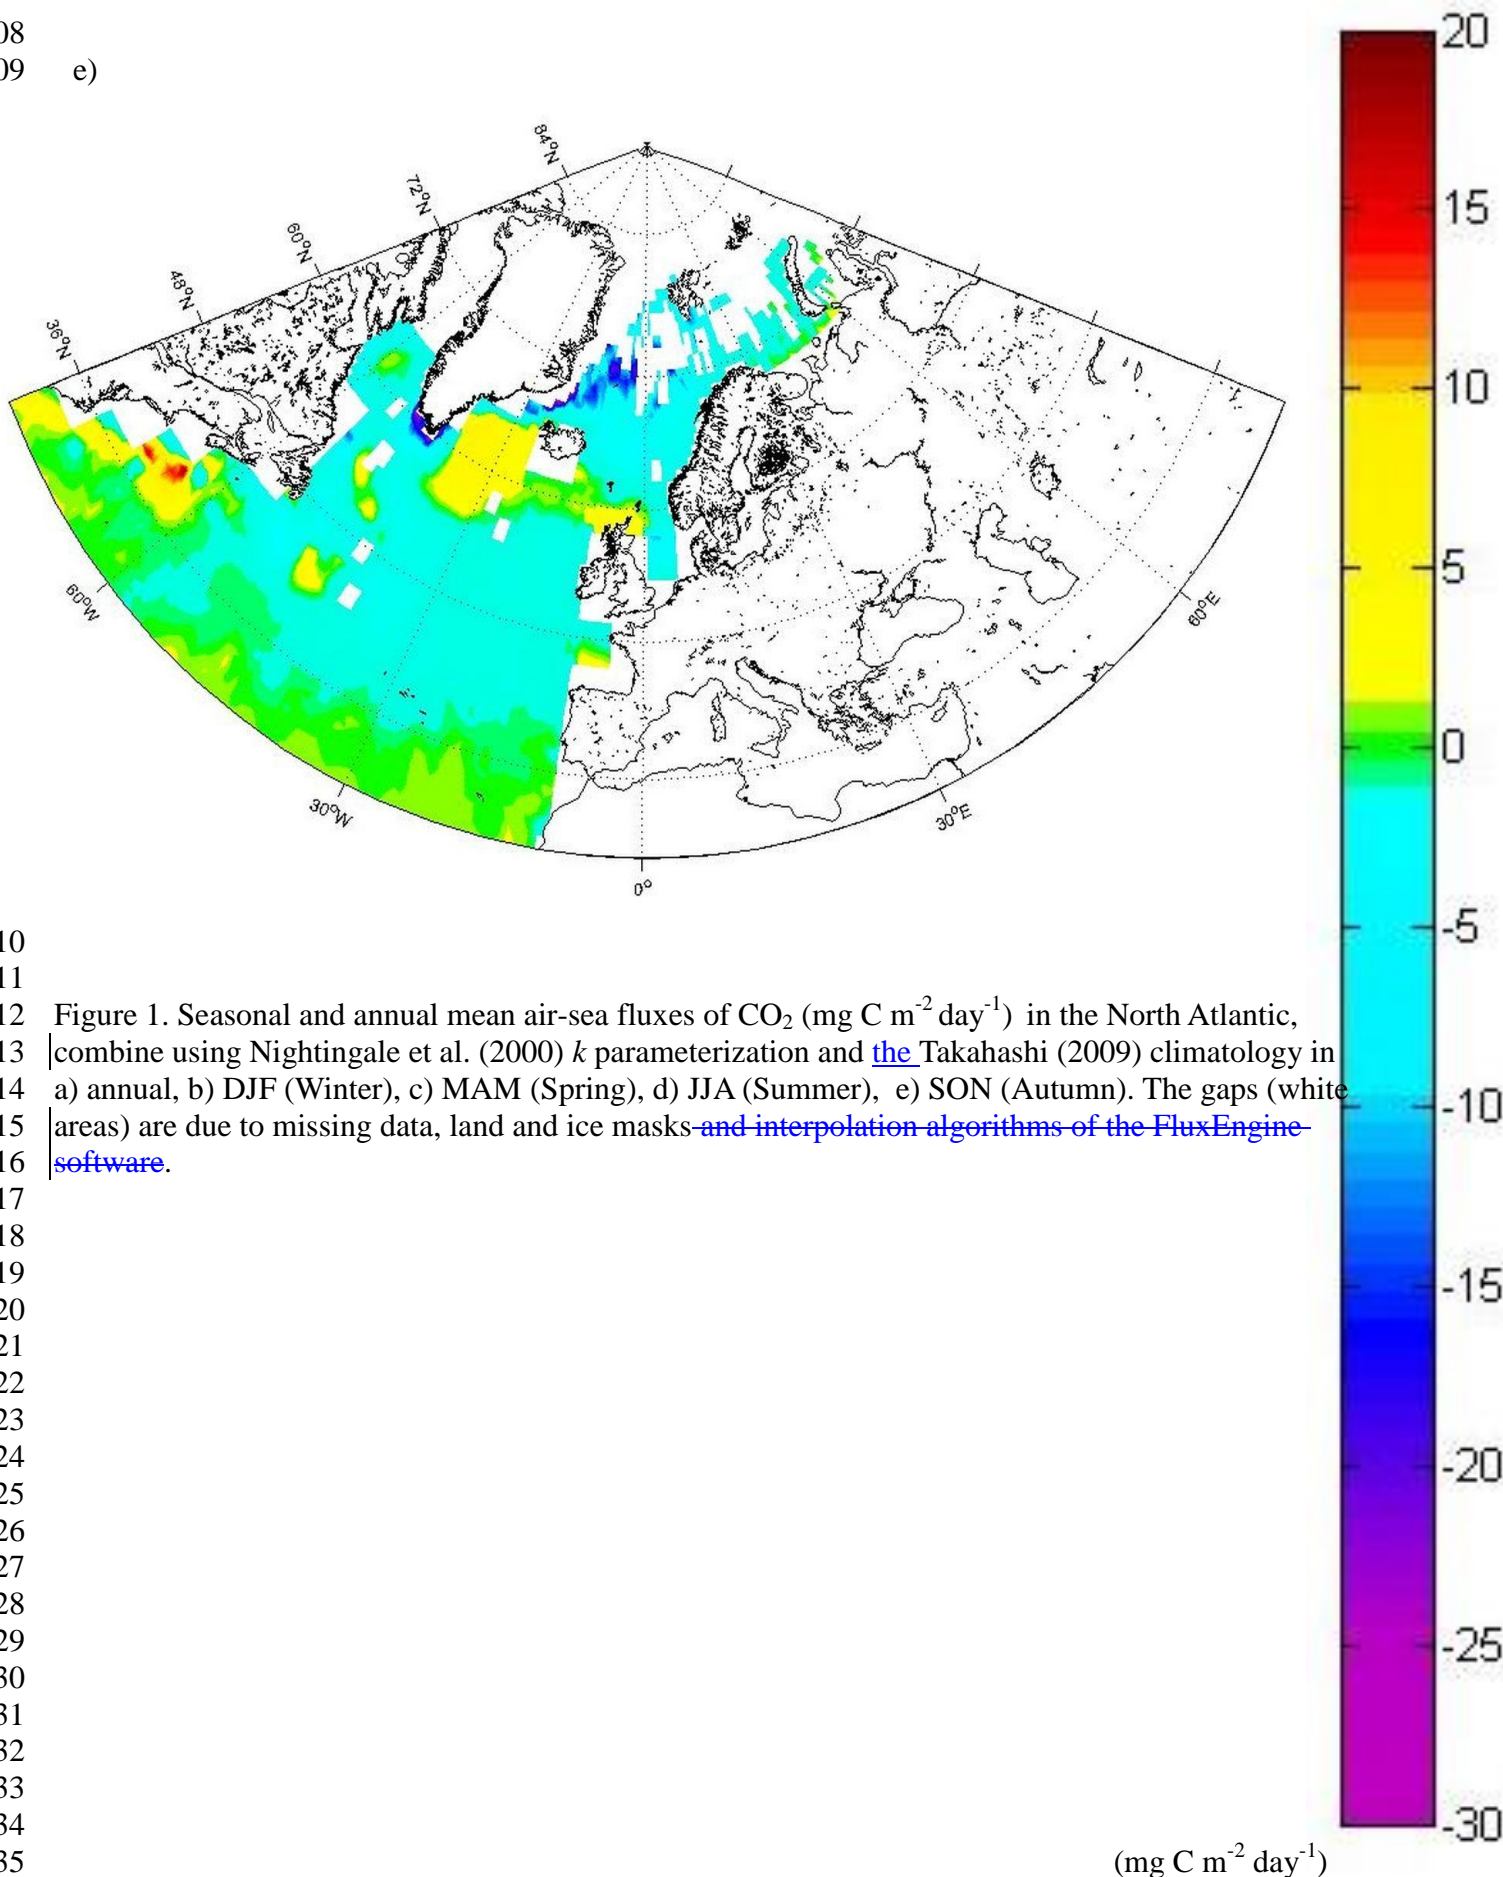 08
09 e)
84°N
72°N
60°N
48°N
36°N
60°W
30°W
0°
30°E
60°E
20
15
10
5
0
-5
-10
-15
-20
-25
-30
10
11
12 Figure 1. Seasonal and annual mean air-sea fluxes of CO₂ (mg C m⁻² day⁻¹) in the North Atlantic,
13 combine using Nightingale et al. (2000) k parameterization and the Takahashi (2009) climatology in
14 a) annual, b) DJF (Winter), c) MAM (Spring), d) JJA (Summer), e) SON (Autumn). The gaps (white
15 areas) are due to missing data, land and ice masks and interpolation algorithms of the FluxEngine
16 software.
17
18
19
20
21
22
23
24
25
26
27
28
29
30
31
32
33
34
35 (mg C m⁻² day⁻¹)